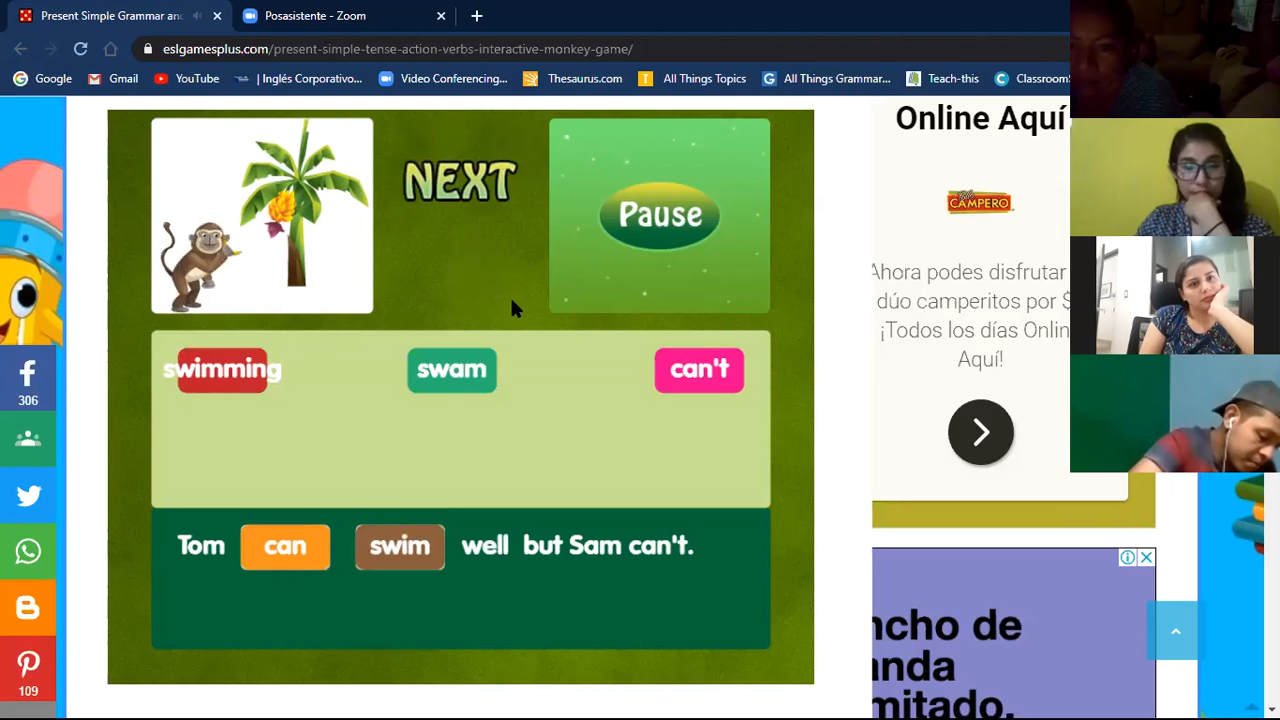 Present Simple Grammar and
Posasistente - Zoom
eslgamesplus.com/present-simple-tense-action-verbs-interactive-monkey-game/
Google
Gmail
YouTube
| Inglés Corporativo...
Video Conferencing...
Thesaurus.com
All Things Topics
All Things Grammar...
Teach-this
ClassroomS
NEXT
Pause
swimming
swam
can't
Tom can swim well but Sam can't.
306
109
Online Aquí
CAMPERO
Ahora podes disfrutar
dúo camperitos por $
¡Todos los días Onlin
Aquí!
ncho de
anda
mitado.